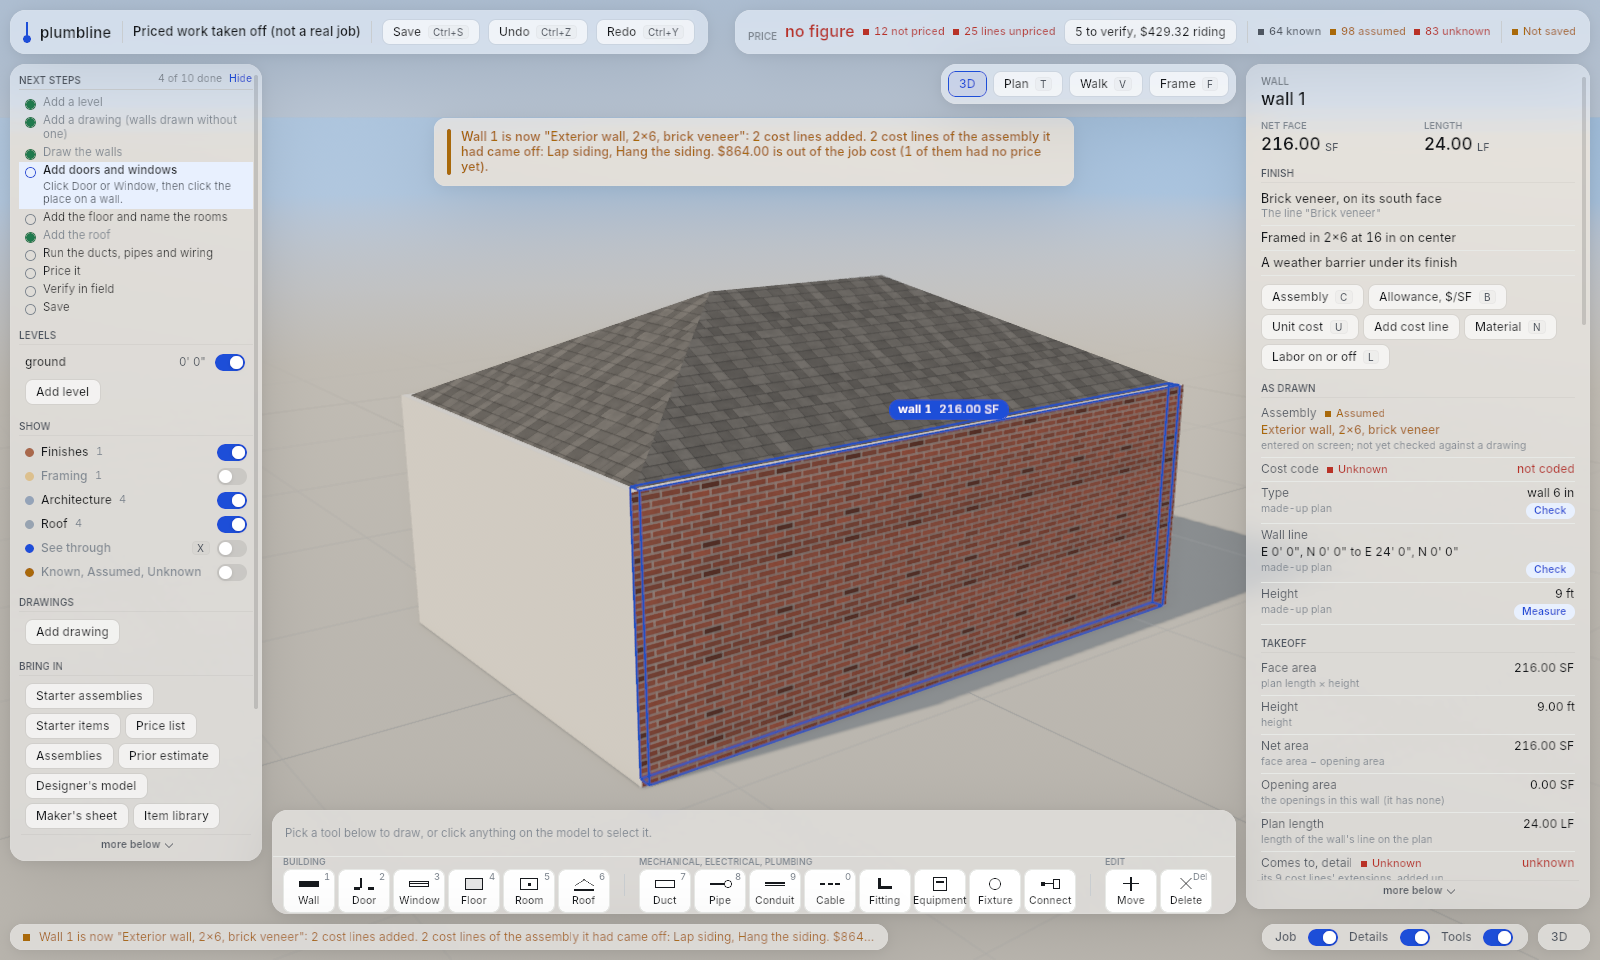 plumbline
Priced work taken off (not a real job)
Save Ctrl+S
Undo Ctrl+Z
Redo Ctrl+Y
PRICE no figure
12 not priced
25 lines unpriced
5 to verify, $429.32 riding
64 known
98 assumed
83 unknown
Not saved
NEXT STEPS
4 of 10 done Hide
Add a level
Add a drawing (walls drawn without
one)
Draw the walls
Add doors and windows
Click Door or Window, then click the
place on a wall.
Add the floor and name the rooms
Add the roof
Run the ducts, pipes and wiring
Price it
Verify in field
Save
LEVELS
ground 0' 0"
Add level
SHOW
Finishes 1
Framing 1
Architecture 4
Roof 4
See through X
Known, Assumed, Unknown
DRAWINGS
Add drawing
BRING IN
Starter assemblies
Starter items Price list
Assemblies Prior estimate
Designer's model
Maker's sheet Item library
more below
3D
Plan T
Walk V
Frame F
Wall 1 is now "Exterior wall, 2×6, brick veneer": 2 cost lines added. 2 cost lines of the assembly it
had came off: Lap siding, Hang the siding. $864.00 is out of the job cost (1 of them had no price
yet).
wall 1 216.00 SF
Pick a tool below to draw, or click anything on the model to select it.
BUILDING
Wall 1
Door 2
Window 3
Floor 4
Room 5
Roof 6
MECHANICAL, ELECTRICAL, PLUMBING
Duct 7
Pipe 8
Conduit 9
Cable 0
Fitting
Equipment
Fixture
Connect
EDIT
Move
Delete Del
WALL
wall 1
NET FACE LENGTH
216.00 SF 24.00 LF
FINISH
Brick veneer, on its south face
The line "Brick veneer"
Framed in 2×6 at 16 in on center
A weather barrier under its finish
Assembly C
Allowance, $/SF B
Unit cost U
Add cost line
Material N
Labor on or off L
AS DRAWN
Assembly Assumed
Exterior wall, 2×6, brick veneer
entered on screen; not yet checked against a drawing
Cost code Unknown not coded
Type wall 6 in
made-up plan Check
Wall line
E 0' 0", N 0' 0" to E 24' 0", N 0' 0"
made-up plan Check
Height 9 ft
made-up plan Measure
TAKEOFF
Face area 216.00 SF
plan length × height
Height 9.00 ft
height
Net area 216.00 SF
face area − opening area
Opening area 0.00 SF
the openings in this wall (it has none)
Plan length 24.00 LF
length of the wall's line on the plan
Comes to, detail Unknown unknown
its 9 cost lines' extensions, added up
more below
Wall 1 is now "Exterior wall, 2×6, brick veneer": 2 cost lines added. 2 cost lines of the assembly it had came off: Lap siding, Hang the siding. $864...
Job
Details
Tools
3D